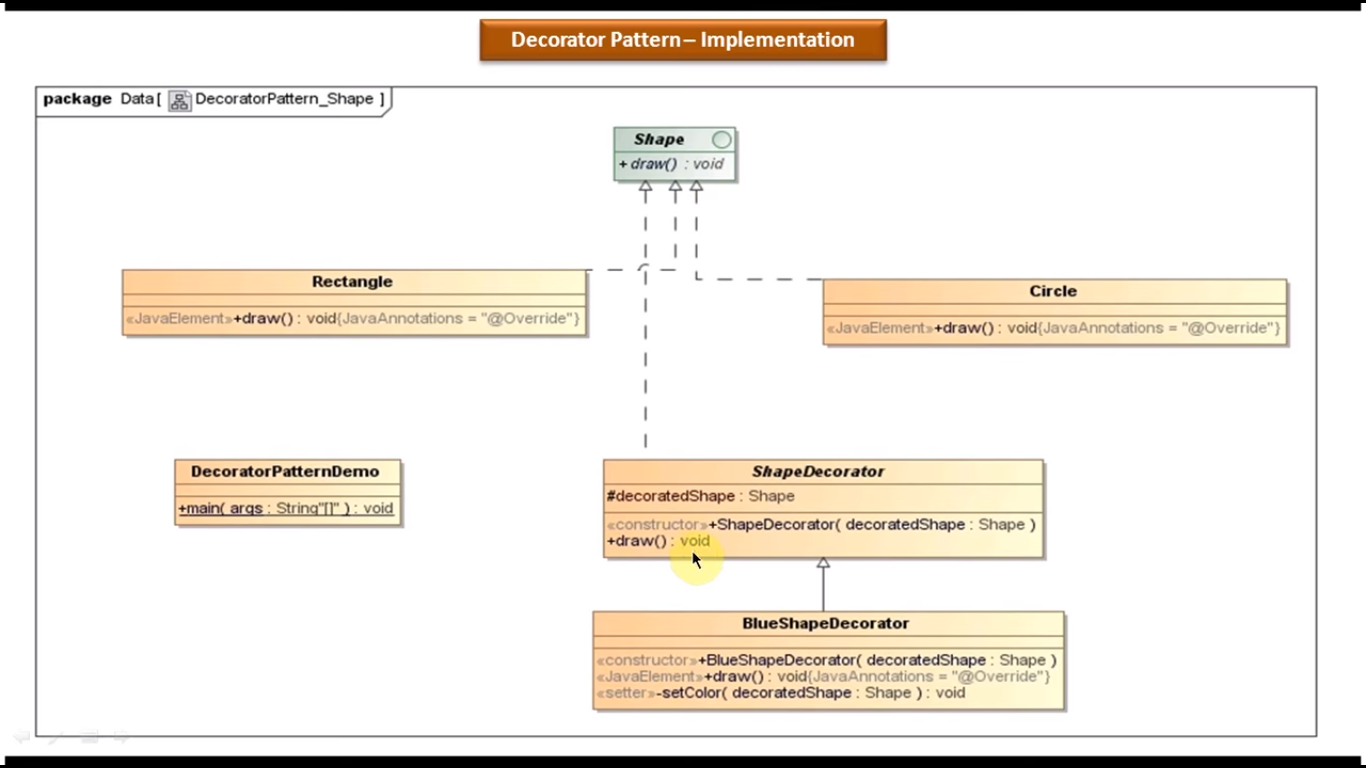 Decorator Pattern – Implementation
package Data[ DecoratorPattern_Shape ]
Shape
+ draw() : void
Rectangle
«JavaElement»+draw() : void{JavaAnnotations = "@Override"}
Circle
«JavaElement»+draw() : void{JavaAnnotations = "@Override"}
DecoratorPatternDemo
+main( args : String"[]" ) : void
ShapeDecorator
#decoratedShape : Shape
«constructor»+ShapeDecorator( decoratedShape : Shape )
+draw() : void
BlueShapeDecorator
«constructor»+BlueShapeDecorator( decoratedShape : Shape )
«JavaElement»+draw() : void{JavaAnnotations = "@Override"}
«setter»-setColor( decoratedShape : Shape ) : void